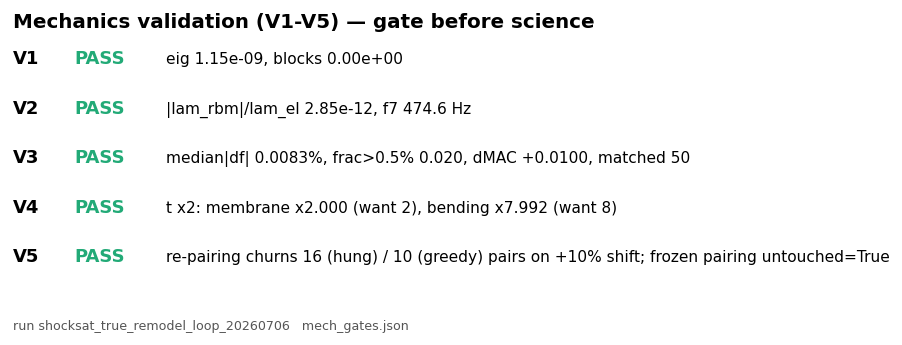 Mechanics validation (V1-V5) — gate before science
V1 PASS eig 1.15e-09, blocks 0.00e+00
V2 PASS |lam_rbm|/lam_el 2.85e-12, f7 474.6 Hz
V3 PASS median|df| 0.0083%, frac>0.5% 0.020, dMAC +0.0100, matched 50
V4 PASS t x2: membrane x2.000 (want 2), bending x7.992 (want 8)
V5 PASS re-pairing churns 16 (hung) / 10 (greedy) pairs on +10% shift; frozen pairing untouched=True
run shocksat_true_remodel_loop_20260706 mech_gates.json